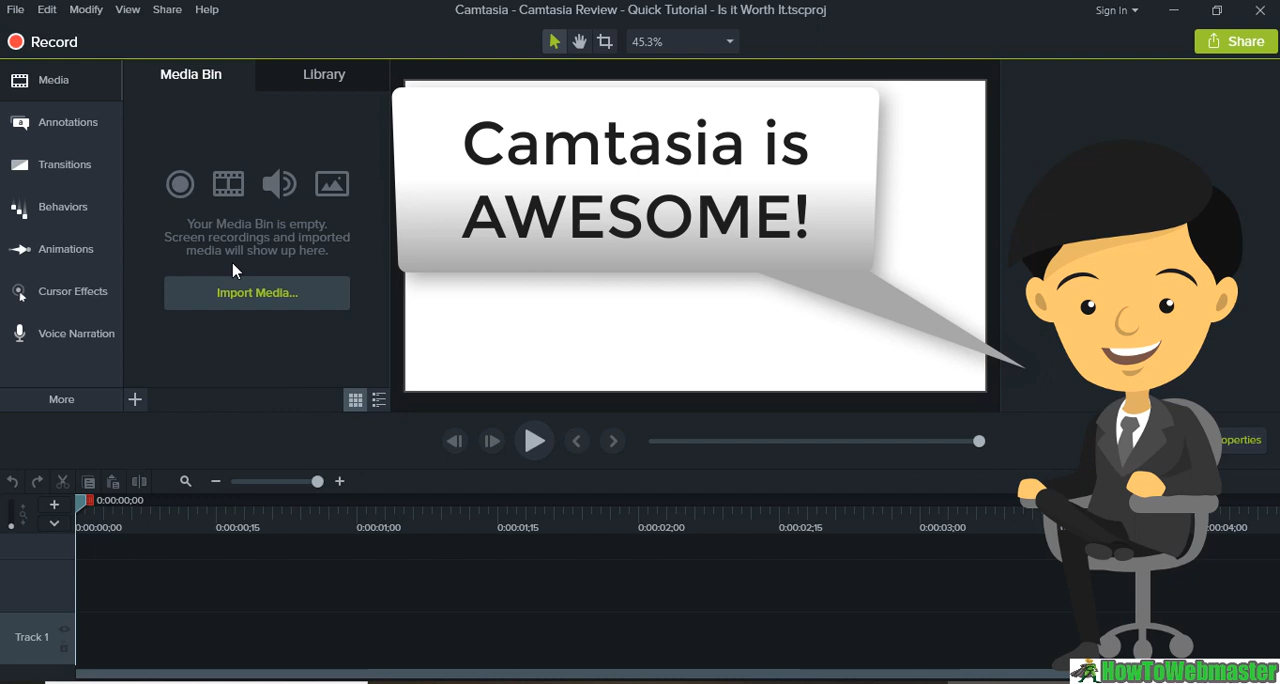 File Edit Modify View Share Help
Camtasia - Camtasia Review - Quick Tutorial - Is it Worth It.tscproj
Sign In
Record
45.3%
Share
Media
Annotations
Transitions
Behaviors
Animations
Cursor Effects
Voice Narration
More
Media Bin
Library
Your Media Bin is empty.
Screen recordings and imported
media will show up here.
Import Media...
Camtasia is
AWESOME!
operties
0:00:00;00
0:00:00;00 0:00:00;15 0:00:01;00 0:00:01;15 0:00:02;00 0:00:02;15 0:00:03;00 0:00:04;00
Track 1
HowToWebmaster